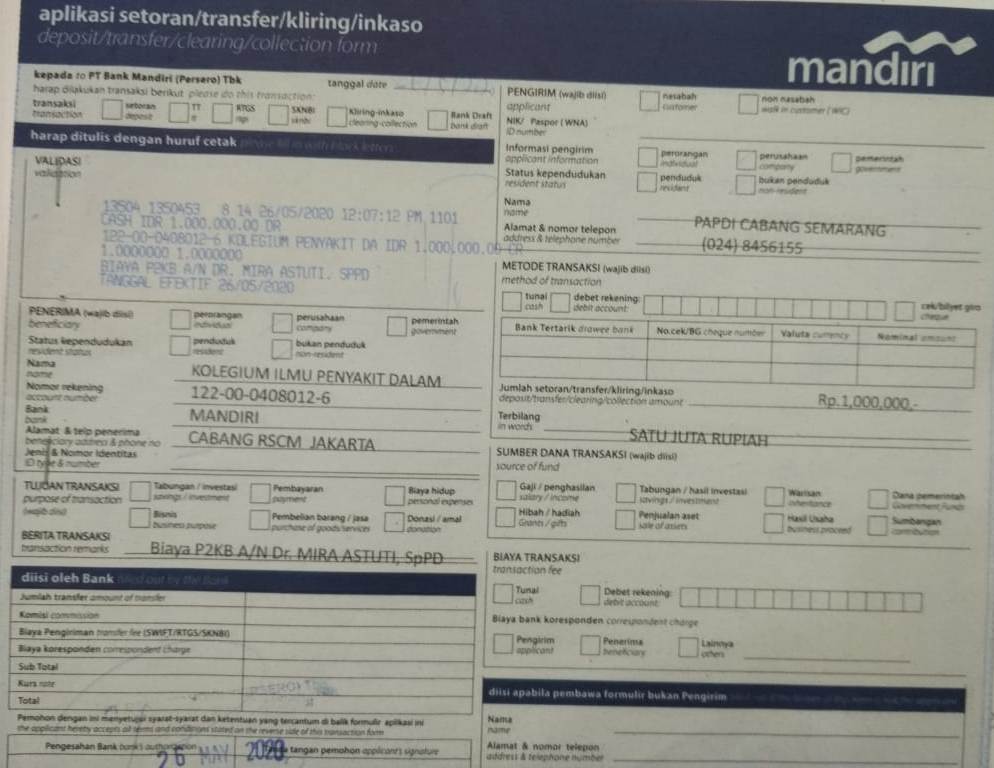 aplikasi setoran/transfer/kliring/inkaso
deposit/transfer/clearing/collection form
mandiri
kepada to PT Bank Mandiri (Persero) Tbk
tanggal date
harap dilakukan transaksi berikut please do this transaction:
transaksi
transaction
setoran
deposit
TT
tt
RTGS
rtgs
SKNBI
sknbi
Kliring-inkaso
clearing-collection
Bank Draft
bank draft
harap ditulis dengan huruf cetak please fill in with block letters
VALIDASI
validation
13504 1350453 8 14 26/05/2020 12:07:12 PM 1101
CASH IDR 1.000.000.00 DR
122-00-0408012-6 KOLEGIUM PENYAKIT DA IDR 1.000.000.00 CR
1.0000000 1.0000000
BIAYA P2KB A/N DR. MIRA ASTUTI. SPPD
TANGGAL EFEKTIF 26/05/2020
PENERIMA (wajib diisi)
beneficiary
perorangan
individual
perusahaan
company
pemerintah
government
Status kependudukan
resident status
penduduk
resident
bukan penduduk
non-resident
Nama
name
KOLEGIUM ILMU PENYAKIT DALAM
Nomor rekening
account number
122-00-0408012-6
Bank
bank
MANDIRI
Alamat & telp penerima
beneficiary address & phone no
CABANG RSCM JAKARTA
Jenis & Nomor Identitas
ID type & number
TUJUAN TRANSAKSI
purpose of transaction
(wajib diisi)
Tabungan / investasi
savings / investment
Pembayaran
payment
Biaya hidup
personal expenses
Bisnis
business purpose
Pembelian barang / jasa
purchase of goods/services
Donasi / amal
donation
BERITA TRANSAKSI
transaction remarks
Biaya P2KB A/N Dr. MIRA ASTUTI, SpPD
diisi oleh Bank filled out by the Bank
Jumlah transfer amount of transfer
Komisi commission
Biaya Pengiriman transfer fee (SWIFT/RTGS/SKNBI)
Biaya koresponden correspondent charge
Sub Total
Kurs rate
Total
Pemohon dengan ini menyetujui syarat-syarat dan ketentuan yang tercantum di balik formulir aplikasi ini
the applicant hereby accepts all terms and conditions stated on the reverse side of this transaction form
Pengesahan Bank bank's authorization
tangan pemohon applicant's signature
26 MAY 2020
PENGIRIM (wajib diisi)
applicant
nasabah
customer
non nasabah
walk in customer (WIC)
NIK/ Paspor (WNA)
ID number
Informasi pengirim
applicant information
perorangan
individual
perusahaan
company
pemerintah
government
Status kependudukan
resident status
penduduk
resident
bukan penduduk
non-resident
Nama
name
PAPDI CABANG SEMARANG
Alamat & nomor telepon
address & telephone number
(024) 8456155
METODE TRANSAKSI (wajib diisi)
method of transaction
tunai
cash
debet rekening:
debit account:
cek/bilyet giro
cheque
Bank Tertarik drawee bank
No.cek/BG cheque number
Valuta currency
Nominal amount
Jumlah setoran/transfer/kliring/inkaso
deposit/transfer/clearing/collection amount
Rp.1,000,000,-
Terbilang
in words
SATU JUTA RUPIAH
SUMBER DANA TRANSAKSI (wajib diisi)
source of fund
Gaji / penghasilan
salary / income
Tabungan / hasil investasi
savings / investment
Warisan
inheritance
Dana pemerintah
Government Funds
Hibah / hadiah
Grants / gifts
Penjualan aset
sale of assets
Hasil Usaha
business proceed
Sumbangan
contribution
BIAYA TRANSAKSI
transaction fee
Tunai
cash
Debet rekening:
debit account:
Biaya bank koresponden correspondent charge
Pengirim
applicant
Penerima
beneficiary
Lainnya
others
diisi apabila pembawa formulir bukan Pengirim
Nama
name
Alamat & nomor telepon
address & telephone number